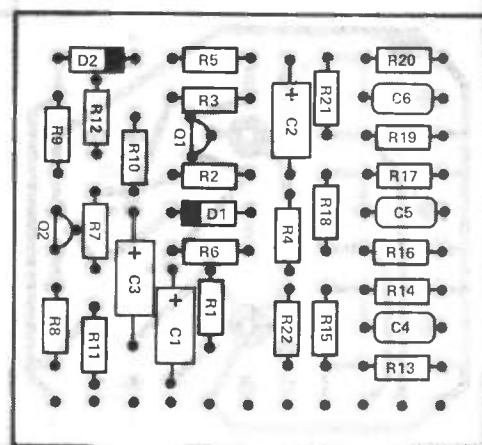 D2
R5
R20
R12
R3
C2
R21
C6
R9
R10
Q1
R19
R2
R17
Q2
R7
D1
R4
R18
C5
R6
R16
C3
C1
R1
R14
R8
R11
R22
R15
C4
R13
+
+
+